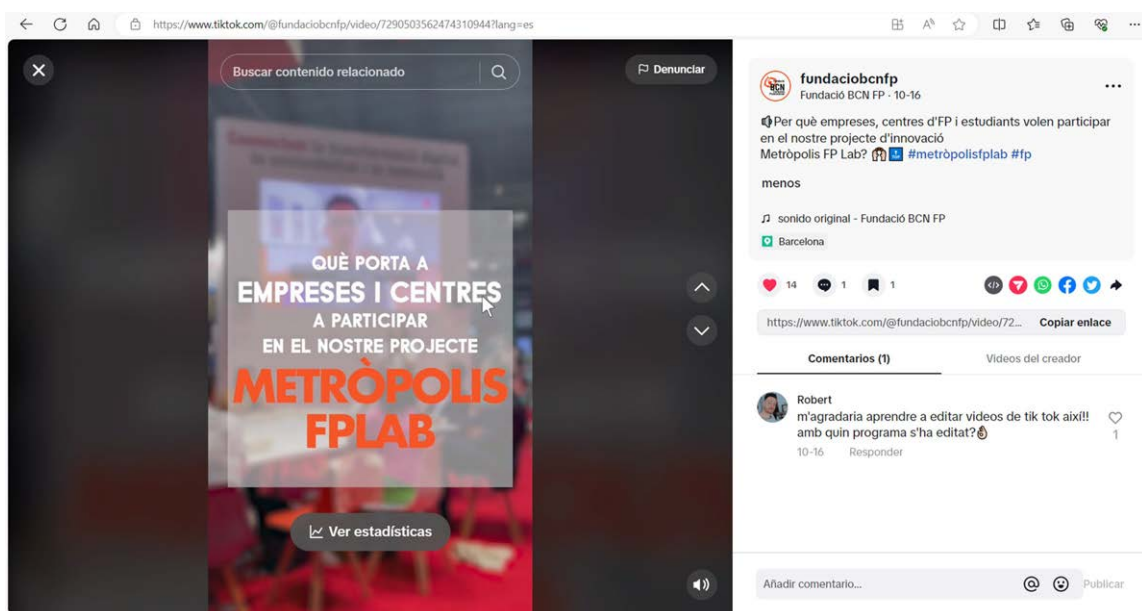 https://www.tiktok.com/@fundaciobcnfp/video/7290503562474310944?lang=es
Buscar contenido relacionado
Denunciar
QUÈ PORTA A
EMPRESES I CENTRES
A PARTICIPAR
EN EL NOSTRE PROJECTE
METRÒPOLIS
FPLAB
Ver estadísticas
BCN
fundaciobcnfp
Fundació BCN FP · 10-16
Per què empreses, centres d'FP i estudiants volen participar
en el nostre projecte d'innovació
Metròpolis FP Lab? #metròpolisfplab #fp
menos
sonido original - Fundació BCN FP
Barcelona
14 1 1
https://www.tiktok.com/@fundaciobcnfp/video/72... Copiar enlace
Comentarios (1) Videos del creador
Robert
m'agradaria aprendre a editar videos de tik tok així!!
amb quin programa s'ha editat?
1
10-16 Responder
Añadir comentario...
Publicar